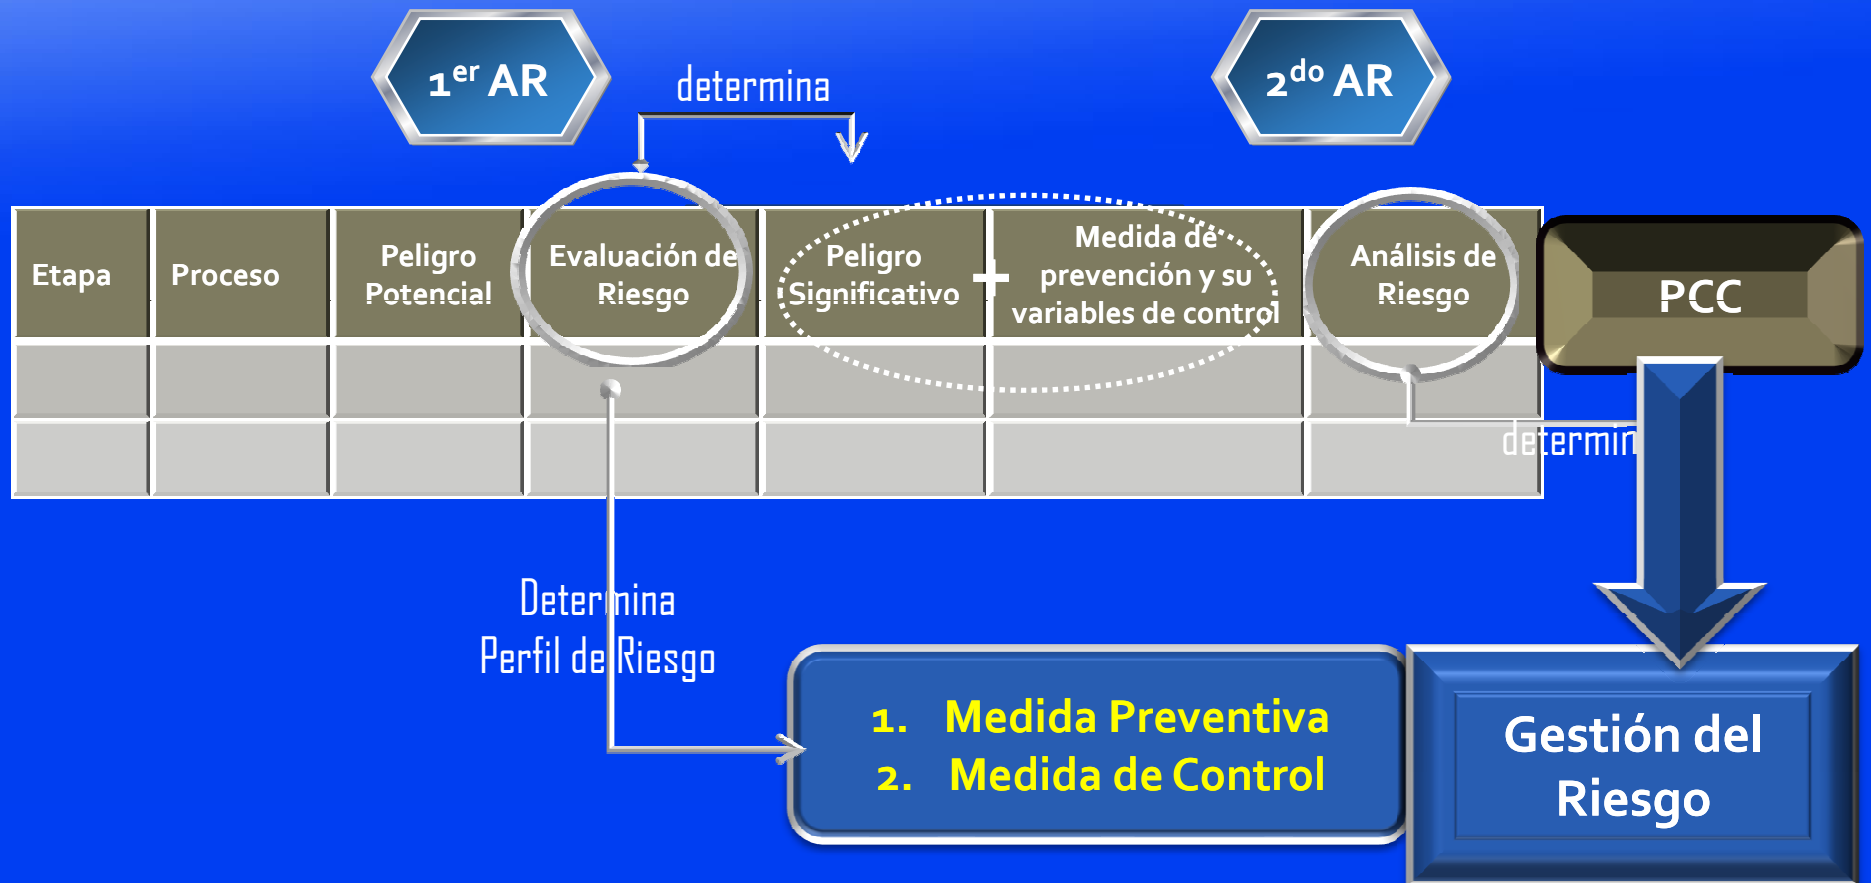 1er AR
determina
2do AR
Etapa
Proceso
Peligro
Potencial
Evaluación de
Riesgo
Peligro
Significativo
+
Medida de
prevención y su
variables de control
Análisis de
Riesgo
PCC
determin
Determina
Perfil de Riesgo
1. Medida Preventiva
2. Medida de Control
Gestión del
Riesgo